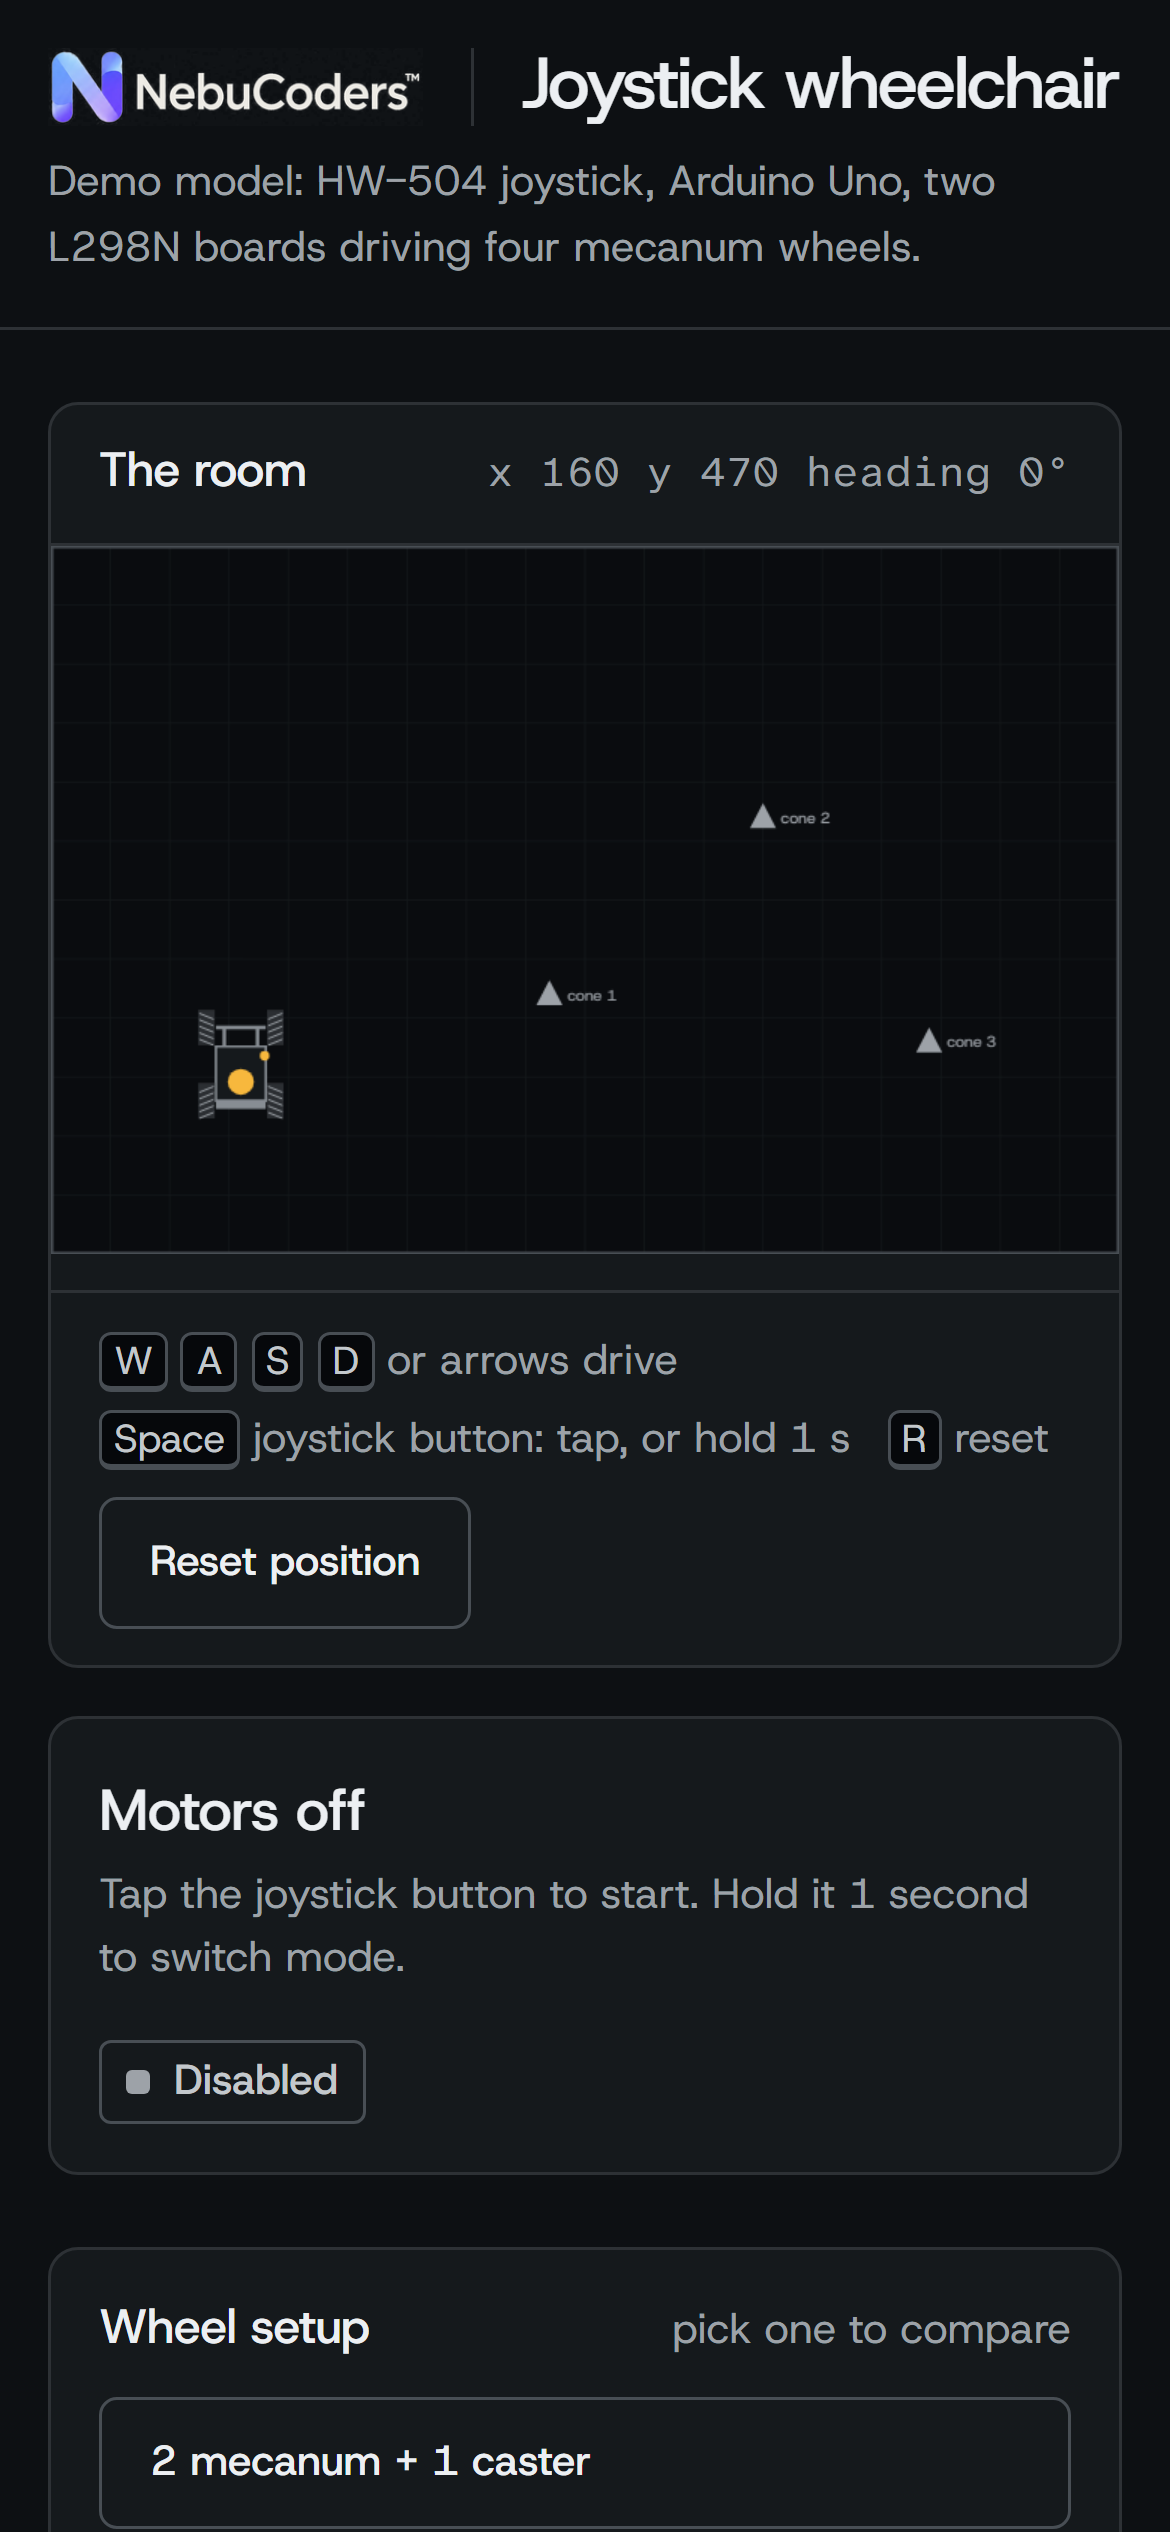 NebuCoders™
Joystick wheelchair
Demo model: HW-504 joystick, Arduino Uno, two
L298N boards driving four mecanum wheels.
The room
x 160 y 470 heading 0°
cone 2
cone 1
cone 3
W A S D or arrows drive
Space joystick button: tap, or hold 1 s R reset
Reset position
Motors off
Tap the joystick button to start. Hold it 1 second
to switch mode.
Disabled
Wheel setup
pick one to compare
2 mecanum + 1 caster